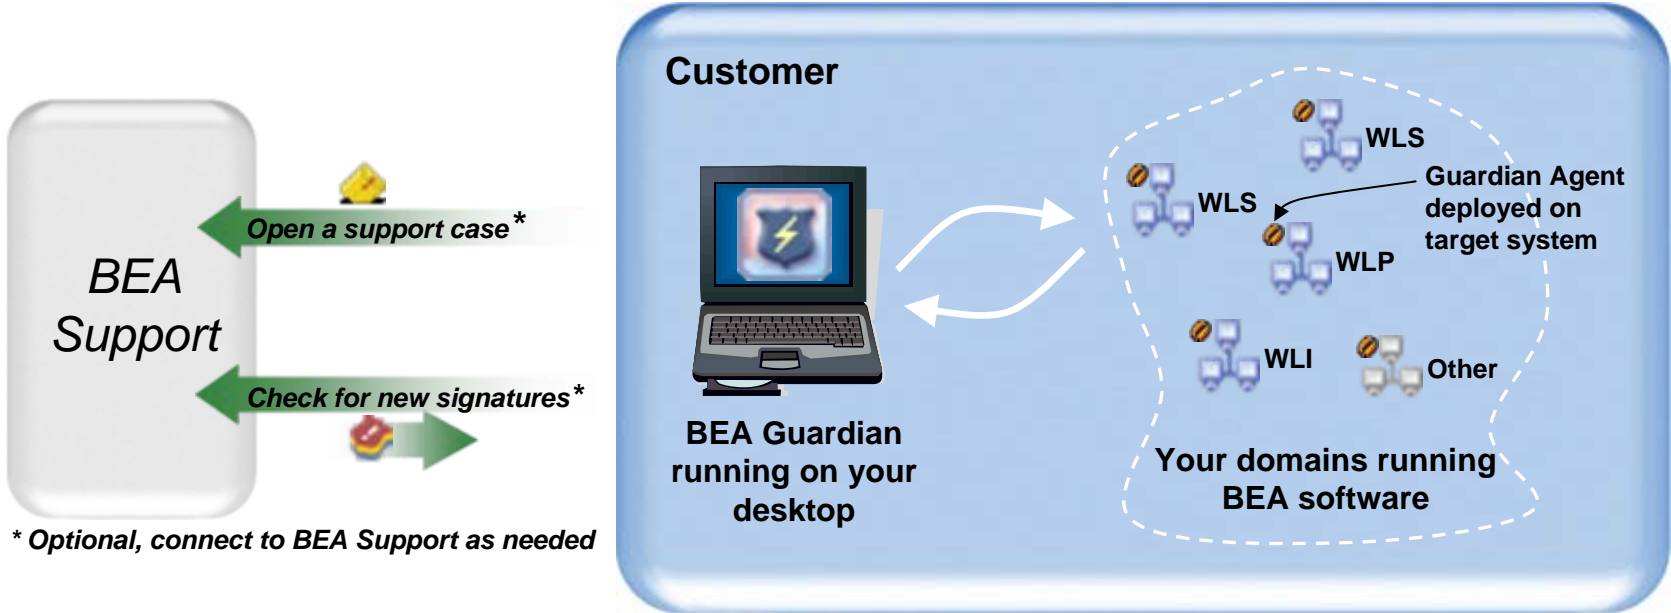 Customer
WLS
WLS
Guardian Agent
deployed on
target system
WLP
WLI
Other
Your domains running
BEA software
BEA Guardian
running on your
desktop
BEA
Support
Open a support case*
Check for new signatures*
* Optional, connect to BEA Support as needed